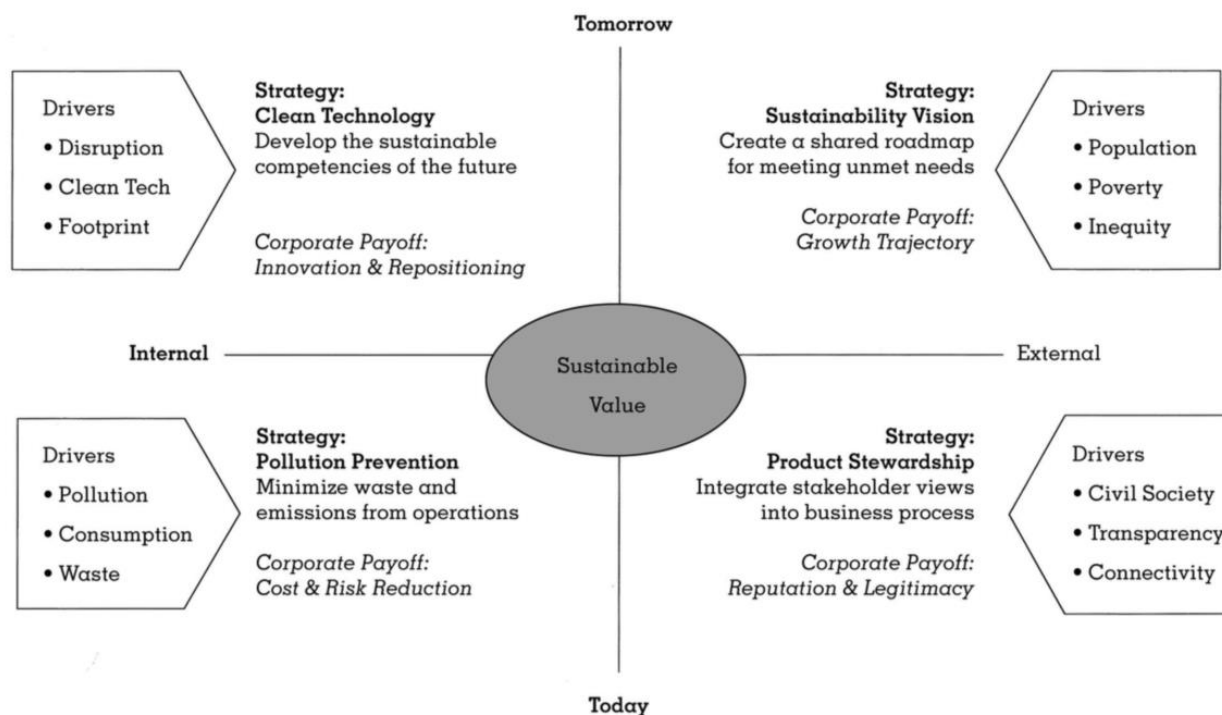 Tomorrow
Drivers
• Disruption
• Clean Tech
• Footprint
Strategy:
Clean Technology
Develop the sustainable
competencies of the future
Corporate Payoff:
Innovation & Repositioning
Strategy:
Sustainability Vision
Create a shared roadmap
for meeting unmet needs
Corporate Payoff:
Growth Trajectory
Drivers
• Population
• Poverty
• Inequity
Internal
Sustainable
Value
External
Drivers
• Pollution
• Consumption
• Waste
Strategy:
Pollution Prevention
Minimize waste and
emissions from operations
Corporate Payoff:
Cost & Risk Reduction
Strategy:
Product Stewardship
Integrate stakeholder views
into business process
Corporate Payoff:
Reputation & Legitimacy
Drivers
• Civil Society
• Transparency
• Connectivity
Today